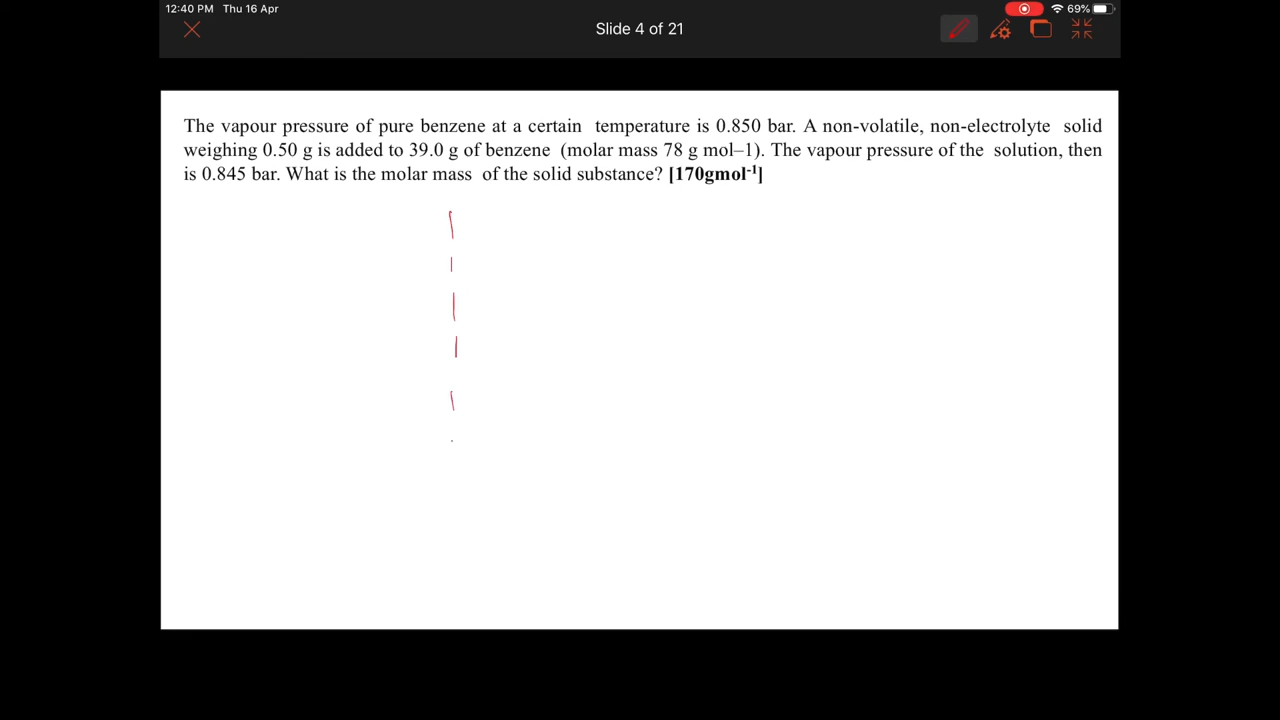 12:40 PM Thu 16 Apr
69%
Slide 4 of 21
The vapour pressure of pure benzene at a certain temperature is 0.850 bar. A non-volatile, non-electrolyte solid
weighing 0.50 g is added to 39.0 g of benzene (molar mass 78 g mol–1). The vapour pressure of the solution, then
is 0.845 bar. What is the molar mass of the solid substance? [170gmol⁻¹]